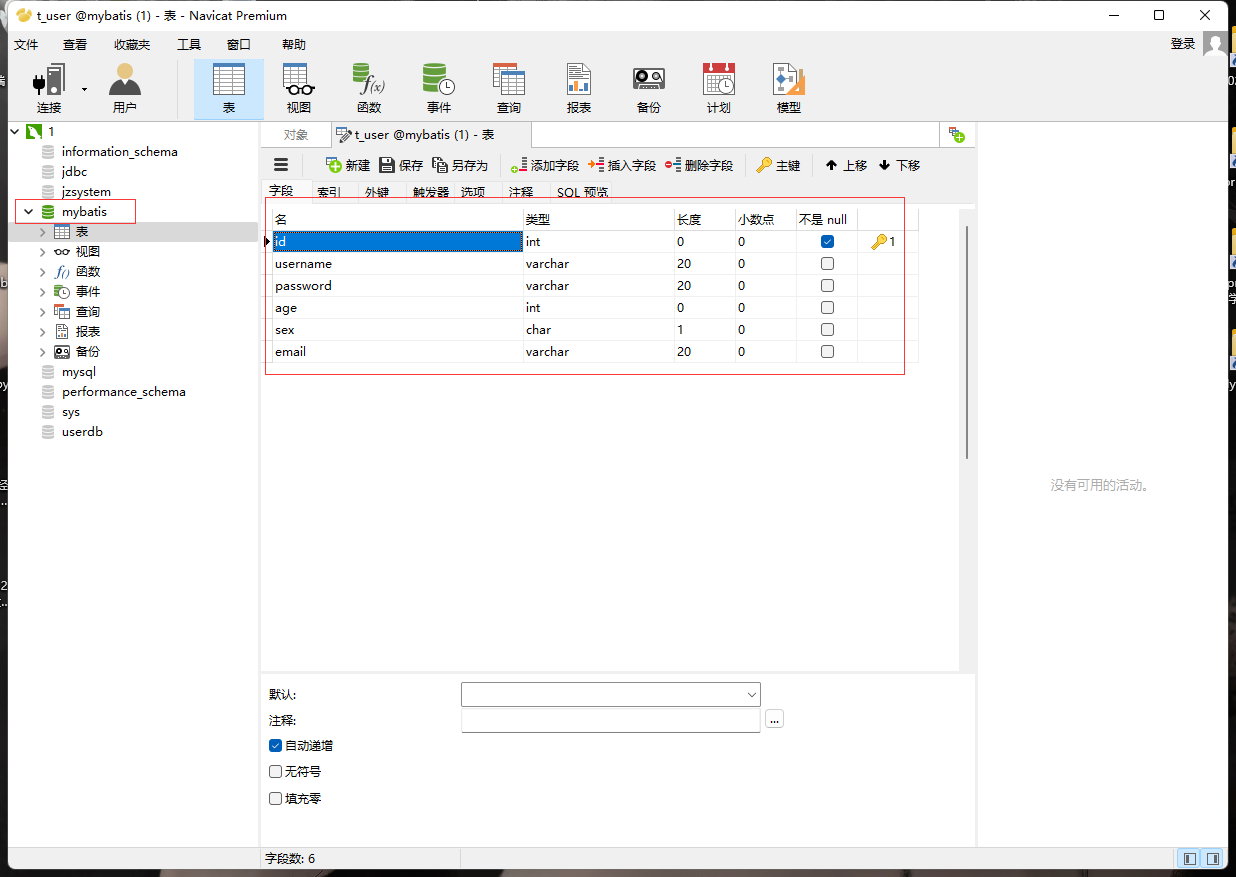 t_user @mybatis (1) - 表 - Navicat Premium
文件 查看 收藏夹 工具 窗口 帮助 登录
连接 用户 表 视图 函数 事件 查询 报表 备份 计划 模型
1
information_schema
jdbc
jzsystem
mybatis
表
视图
函数
事件
查询
报表
备份
mysql
performance_schema
sys
userdb
对象 t_user @mybatis (1) - 表
新建 保存 另存为 添加字段 插入字段 删除字段 主键 上移 下移
字段 索引 外键 触发器 选项 注释 SQL 预览
名 类型 长度 小数点 不是 null
id int 0 0 1
username varchar 20 0
password varchar 20 0
age int 0 0
sex char 1 0
email varchar 20 0
没有可用的活动。
默认:
注释: ...
自动递增
无符号
填充零
字段数: 6